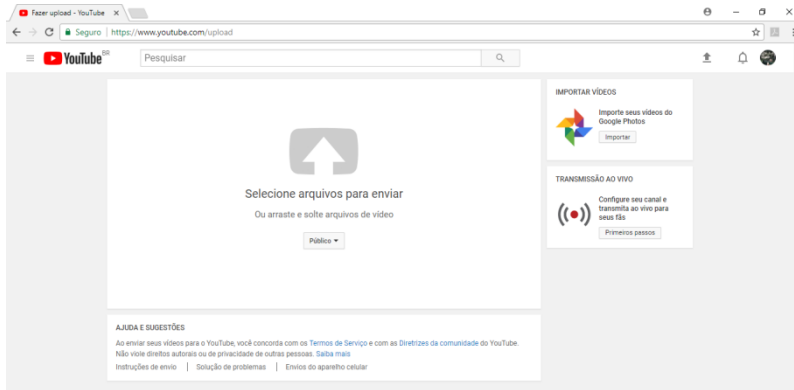 Fazer upload - YouTube
Seguro | https://www.youtube.com/upload
YouTube BR
Pesquisar
Selecione arquivos para enviar
Ou arraste e solte arquivos de vídeo
Público
IMPORTAR VÍDEOS
Importe seus vídeos do
Google Photos
Importar
TRANSMISSÃO AO VIVO
Configure seu canal e
transmita ao vivo para
seus fãs
Primeiros passos
AJUDA E SUGESTÕES
Ao enviar seus vídeos para o YouTube, você concorda com os Termos de Serviço e com as Diretrizes da comunidade do YouTube.
Não viole direitos autorais ou de privacidade de outras pessoas. Saiba mais
Instruções de envio | Solução de problemas | Envios do aparelho celular